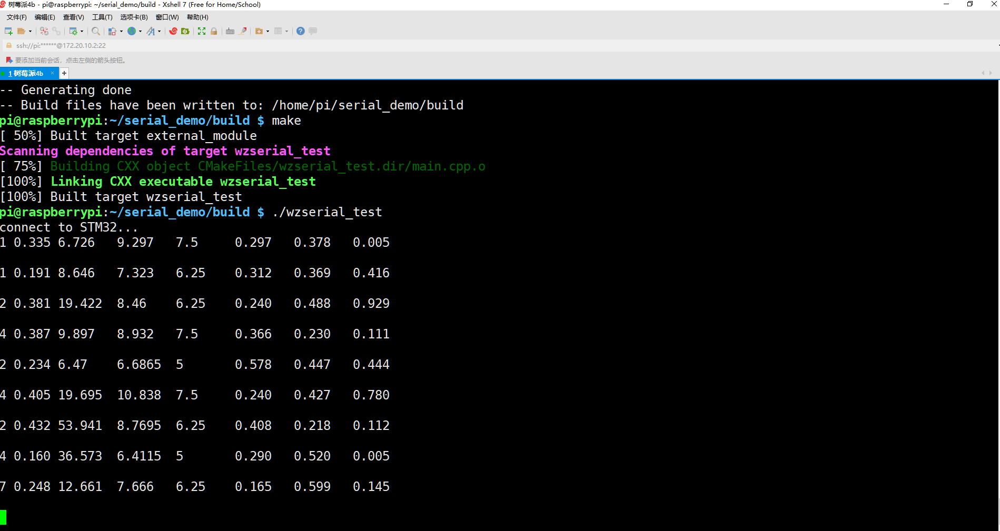 树莓派4b - pi@raspberrypi: ~/serial_demo/build - Xshell 7 (Free for Home/School)
文件(F) 编辑(E) 查看(V) 工具(T) 选项卡(B) 窗口(W) 帮助(H)
ssh://pi:******@172.20.10.2:22
要添加当前会话，点击左侧的箭头按钮。
1 树莓派4b × +
-- Generating done
-- Build files have been written to: /home/pi/serial_demo/build
pi@raspberrypi:~/serial_demo/build $ make
[ 50%] Built target external_module
Scanning dependencies of target wzserial_test
[ 75%] Building CXX object CMakeFiles/wzserial_test.dir/main.cpp.o
[100%] Linking CXX executable wzserial_test
[100%] Built target wzserial_test
pi@raspberrypi:~/serial_demo/build $ ./wzserial_test
connect to STM32...
1 0.335 6.726 9.297 7.5 0.297 0.378 0.005
1 0.191 8.646 7.323 6.25 0.312 0.369 0.416
2 0.381 19.422 8.46 6.25 0.240 0.488 0.929
4 0.387 9.897 8.932 7.5 0.366 0.230 0.111
2 0.234 6.47 6.6865 5 0.578 0.447 0.444
4 0.405 19.695 10.838 7.5 0.240 0.427 0.780
2 0.432 53.941 8.7695 6.25 0.408 0.218 0.112
4 0.160 36.573 6.4115 5 0.290 0.520 0.005
7 0.248 12.661 7.666 6.25 0.165 0.599 0.145